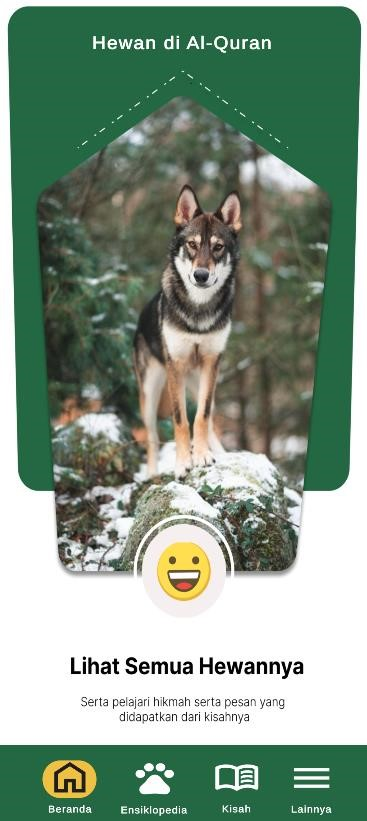 Hewan di Al-Quran
Lihat Semua Hewannya
Serta pelajari hikmah serta pesan yang
didapatkan dari kisahnya
Beranda
Ensiklopedia
Kisah
Lainnya